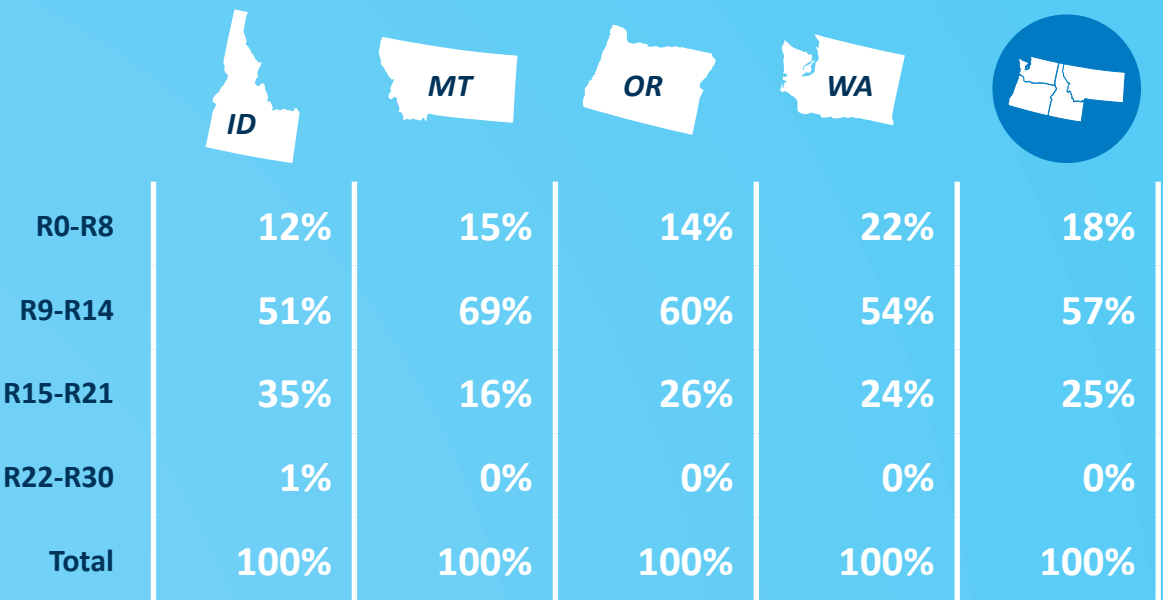 ID MT OR WA
R0-R8 12% 15% 14% 22% 18%
R9-R14 51% 69% 60% 54% 57%
R15-R21 35% 16% 26% 24% 25%
R22-R30 1% 0% 0% 0% 0%
Total 100% 100% 100% 100% 100%